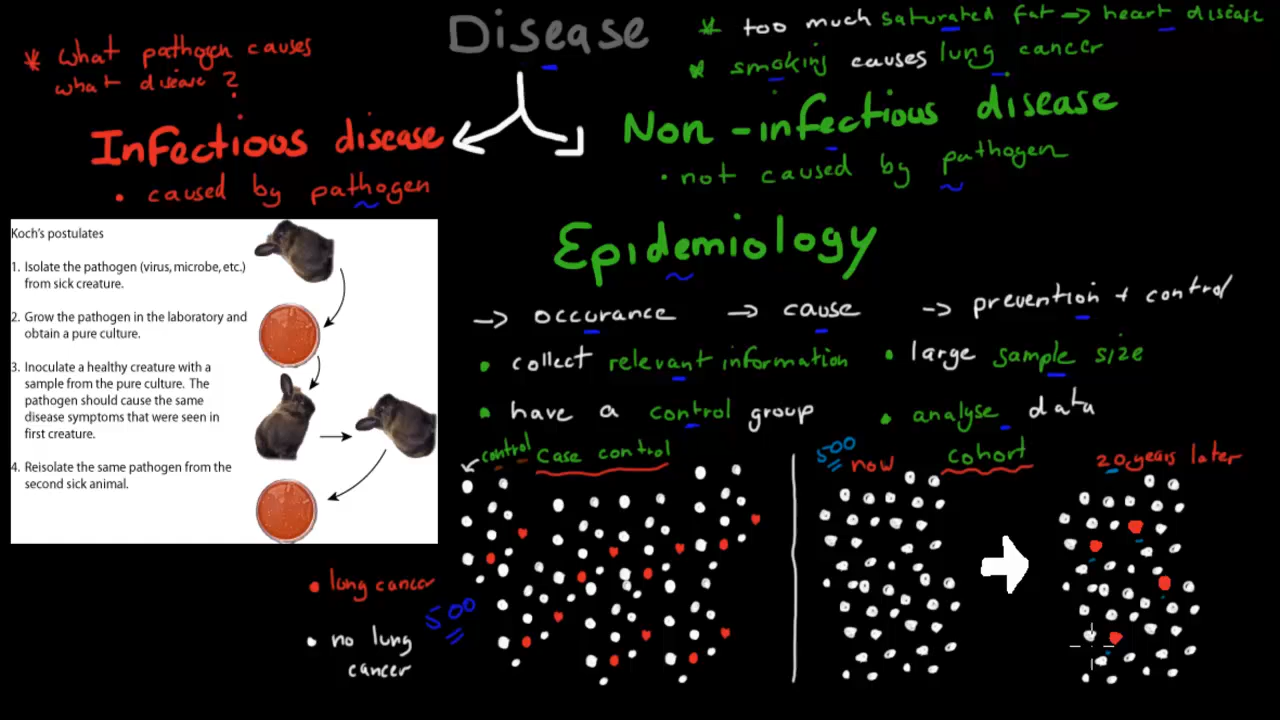 Disease
* too much saturated fat -> heart disease
* smoking causes lung cancer
* what pathogen causes
what disease ?
Infectious disease
• caused by pathogen
Non-infectious disease
• not caused by pathogen
Koch's postulates
1. Isolate the pathogen (virus, microbe, etc.)
from sick creature.
2. Grow the pathogen in the laboratory and
obtain a pure culture.
3. Inoculate a healthy creature with a
sample from the pure culture. The
pathogen should cause the same
disease symptoms that were seen in
first creature.
4. Reisolate the same pathogen from the
second sick animal.
Epidemiology
-> occurance -> cause -> prevention + control
• collect relevant information
• large sample size
• have a control group
• analyse data
control
case control
500
now
cohort
20 years later
• lung cancer
500
• no lung
cancer